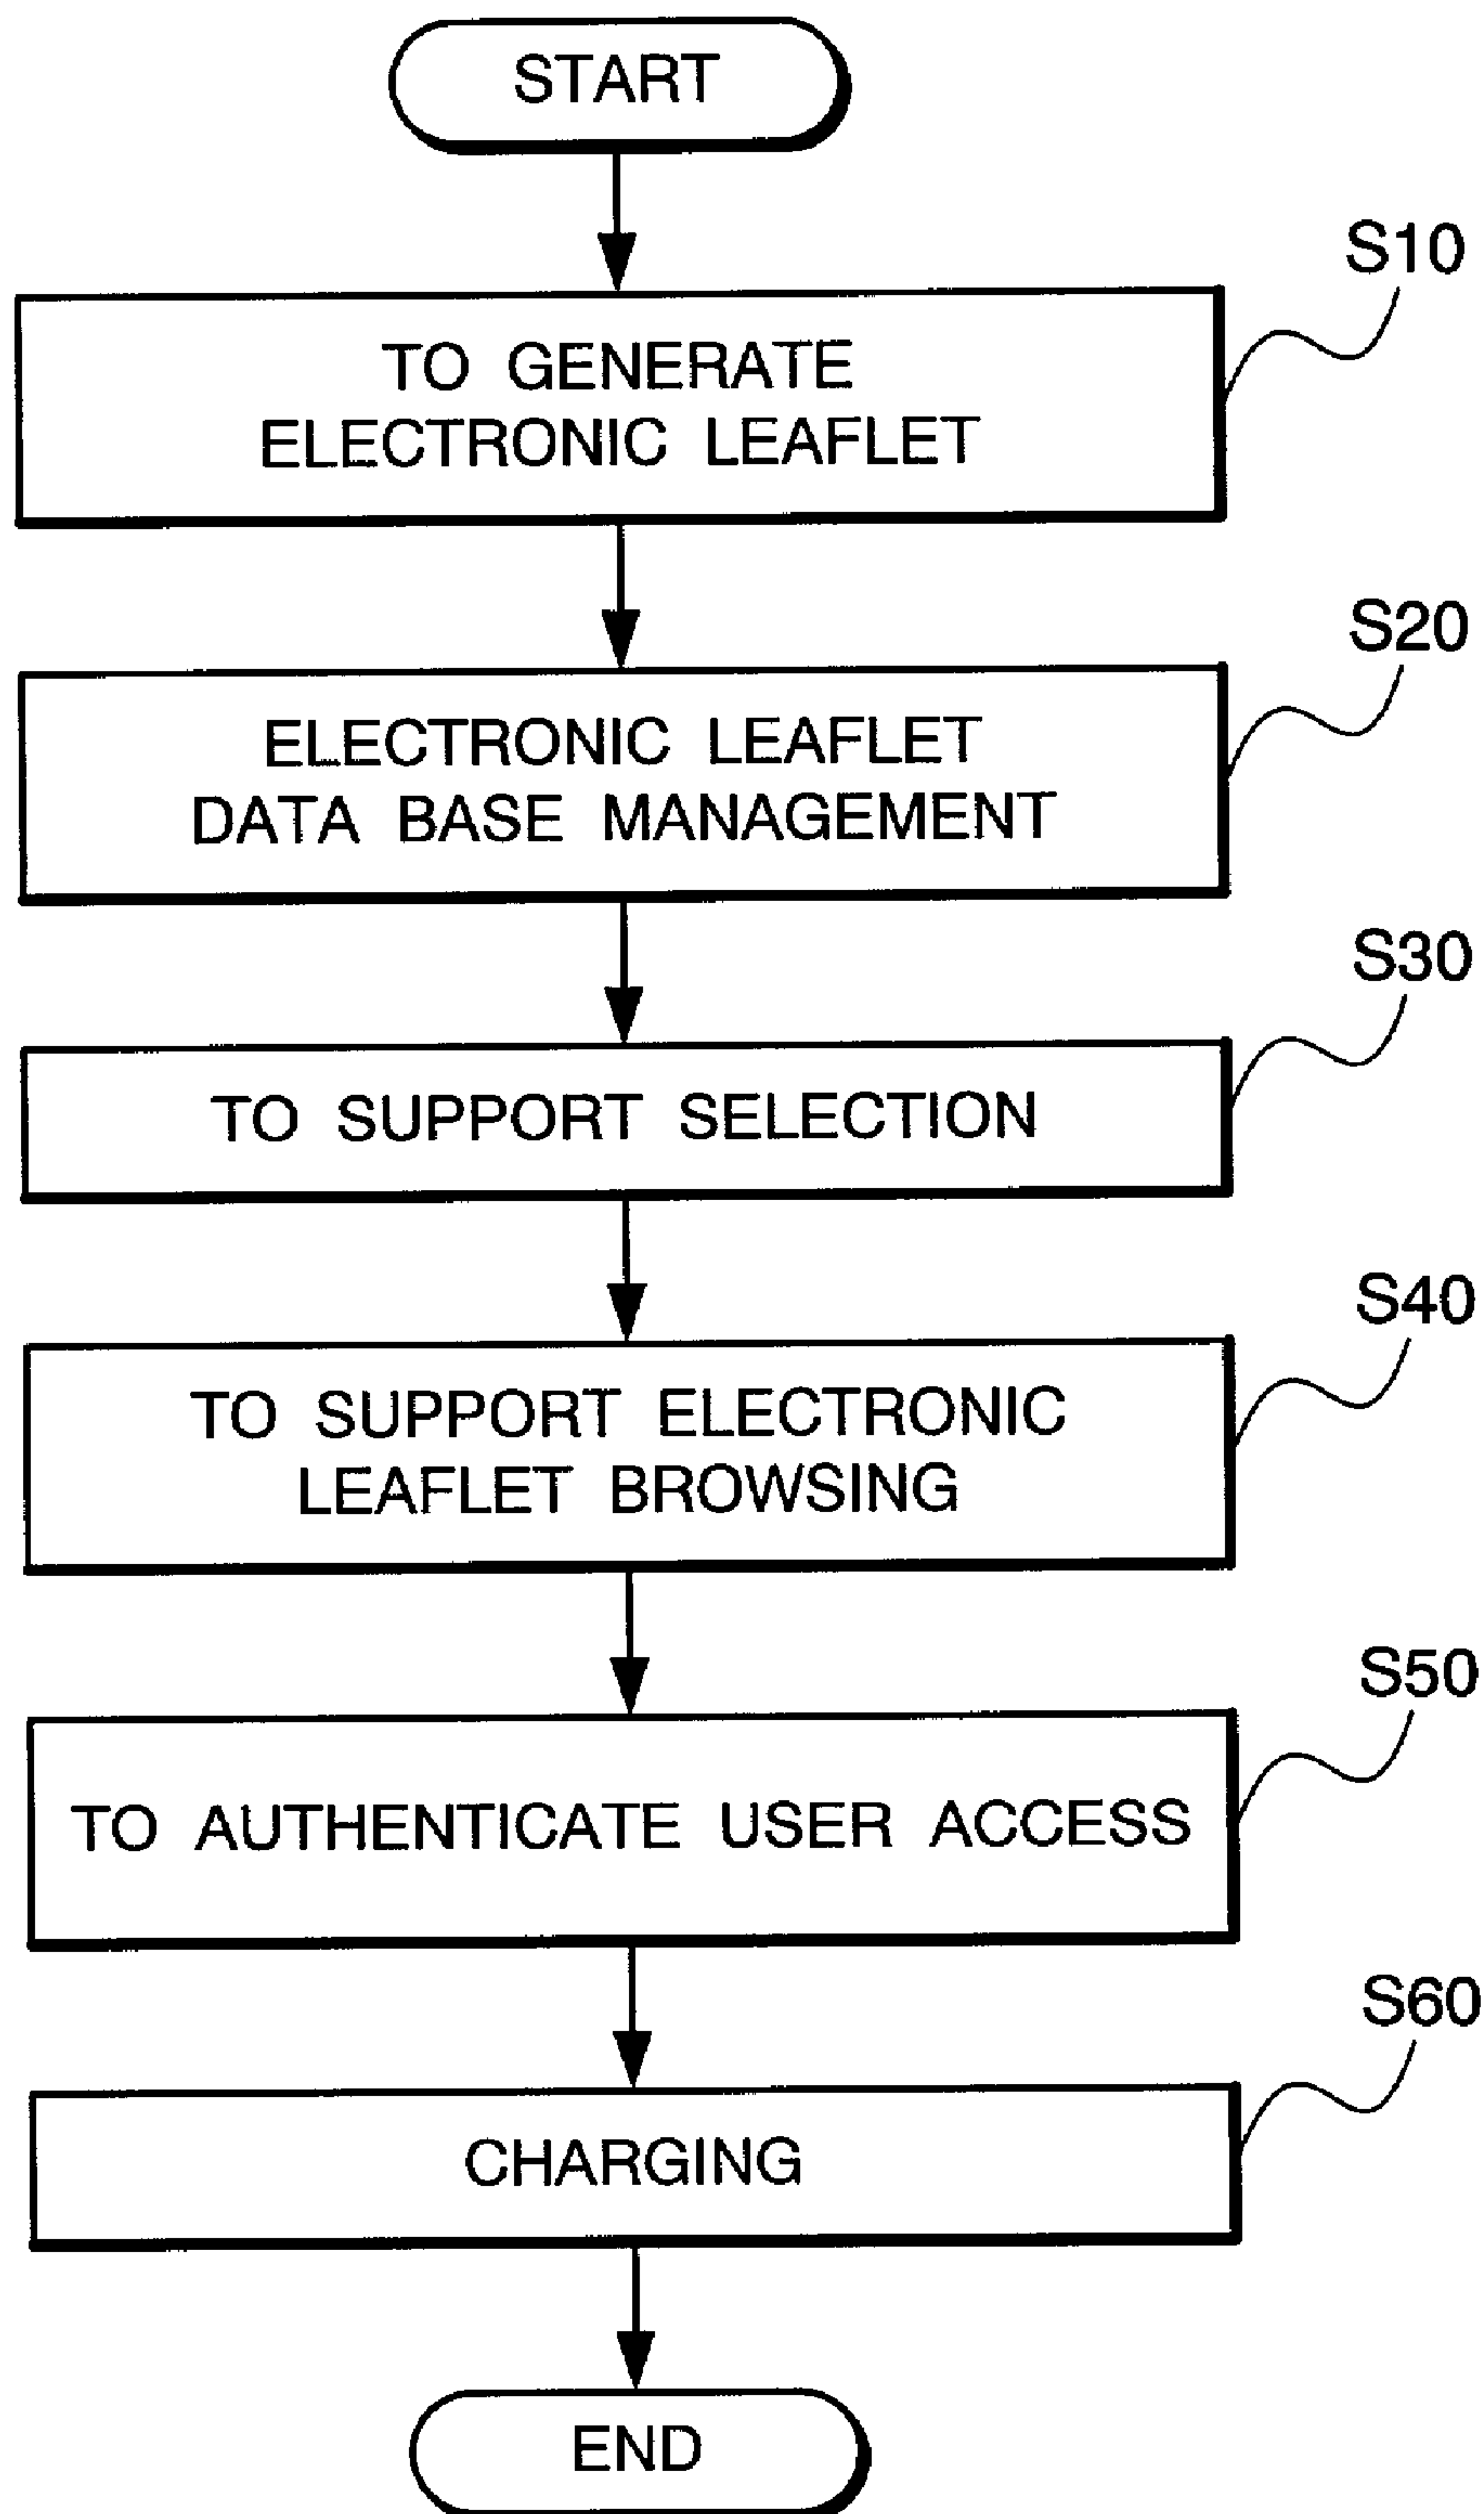 START
S10
TO GENERATE
ELECTRONIC LEAFLET
S20
ELECTRONIC LEAFLET
DATA BASE MANAGEMENT
S30
TO SUPPORT SELECTION
S40
TO SUPPORT ELECTRONIC
LEAFLET BROWSING
S50
TO AUTHENTICATE USER ACCESS
S60
CHARGING
END